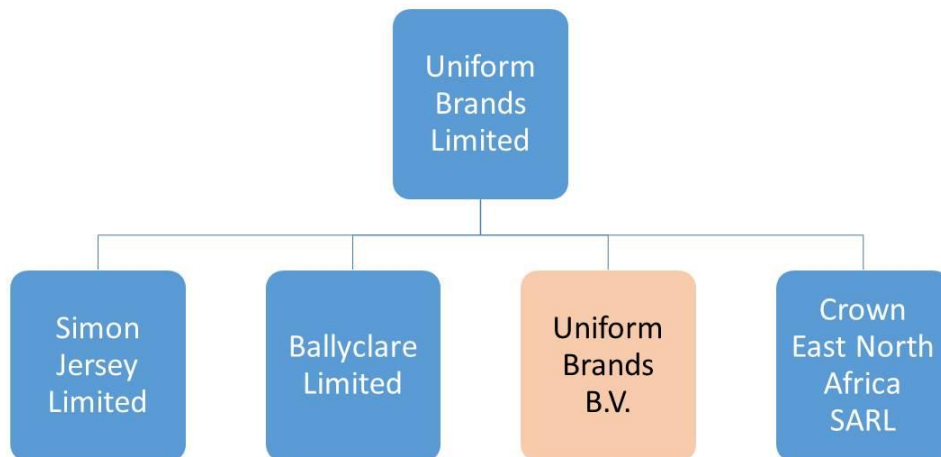 Uniform
Brands
Limited
Simon
Jersey
Limited
Ballyclare
Limited
Uniform
Brands
B.V.
Crown
East North
Africa
SARL